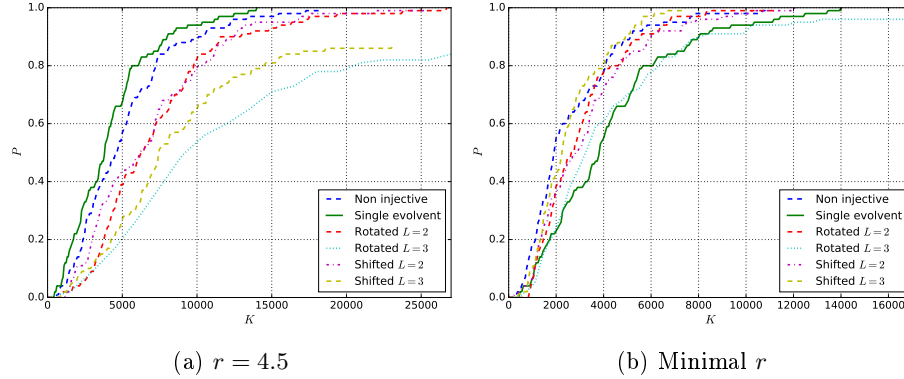 1.0
0.8
0.6
0.4
0.2
0.0
P
0
5000
10000
15000
20000
25000
K
Non injective
Single evolvent
Rotated L = 2
Rotated L = 3
Shifted L = 2
Shifted L = 3
(a) r = 4.5
1.0
0.8
0.6
0.4
0.2
0.0
P
0
2000
4000
6000
8000
10000
12000
14000
16000
K
Non injective
Single evolvent
Rotated L = 2
Rotated L = 3
Shifted L = 2
Shifted L = 3
(b) Minimal r